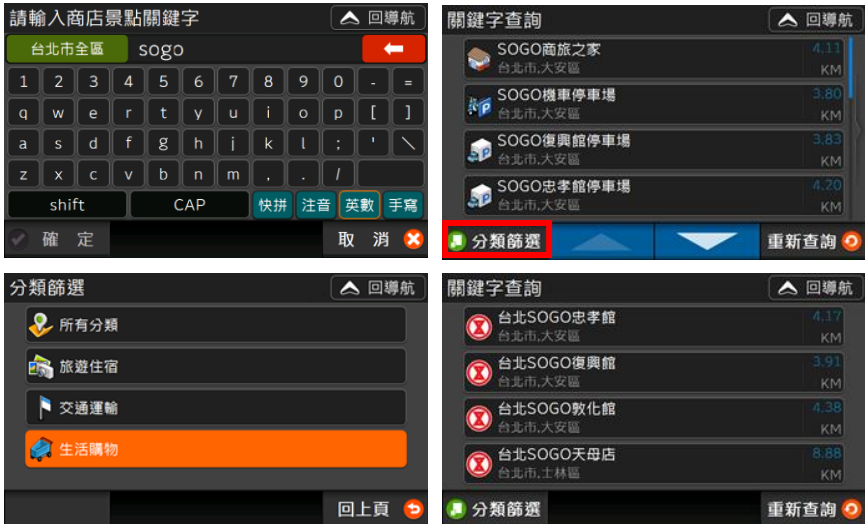 請輸入商店景點關鍵字
回導航
台北市全區 sogo
1 2 3 4 5 6 7 8 9 0 - =
q w e r t y u i o p [ ]
a s d f g h j k l ; ' \
z x c v b n m , . /
shift CAP 快拼 注音 英數 手寫
確 定
取 消
關鍵字查詢
回導航
SOGO商旅之家 4.11
台北市,大安區 KM
SOGO機車停車場 3.80
台北市,大安區 KM
SOGO復興館停車場 3.83
台北市,大安區 KM
SOGO忠孝館停車場 4.20
台北市,大安區 KM
分類篩選
重新查詢
分類篩選
回導航
所有分類
旅遊住宿
交通運輸
生活購物
回上頁
關鍵字查詢
回導航
台北SOGO忠孝館 4.17
台北市,大安區 KM
台北SOGO復興館 3.91
台北市,大安區 KM
台北SOGO敦化館 4.38
台北市,大安區 KM
台北SOGO天母店 8.88
台北市,士林區 KM
分類篩選
重新查詢